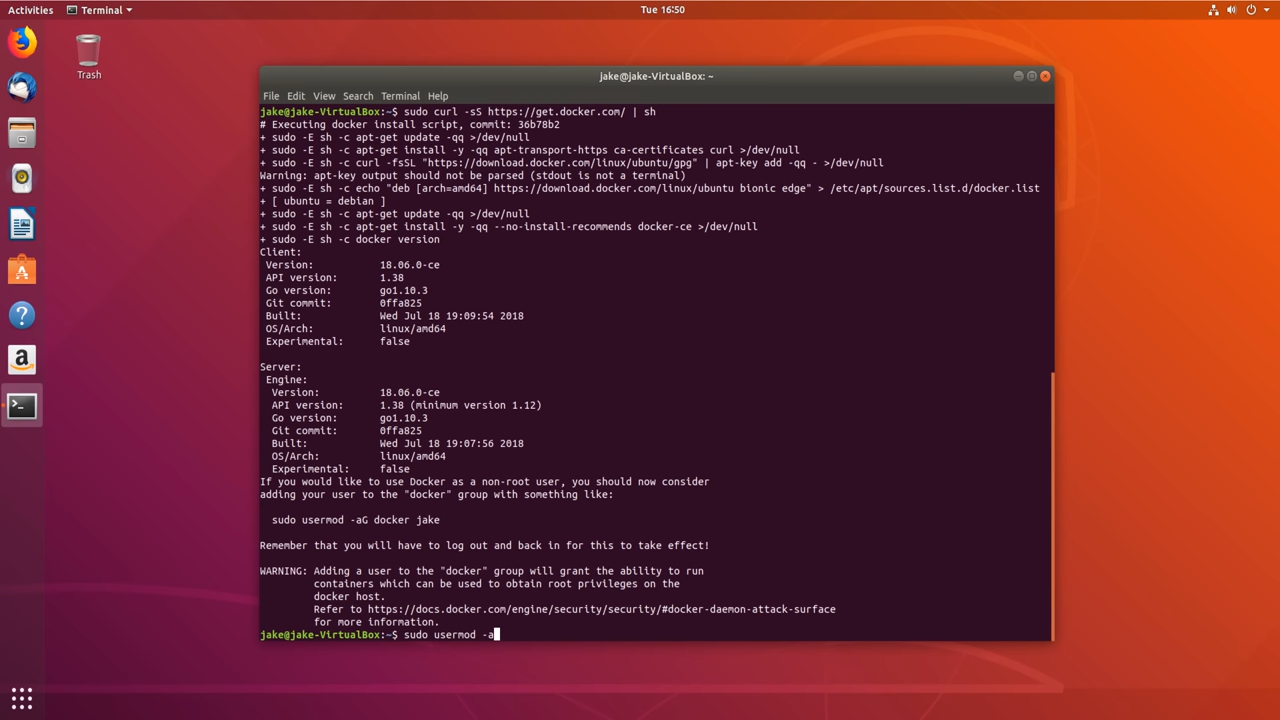 Activities
Terminal
Tue 16:50
Trash
jake@jake-VirtualBox: ~
File Edit View Search Terminal Help
jake@jake-VirtualBox:~$ sudo curl -sS https://get.docker.com/ | sh
# Executing docker install script, commit: 36b78b2
+ sudo -E sh -c apt-get update -qq >/dev/null
+ sudo -E sh -c apt-get install -y -qq apt-transport-https ca-certificates curl >/dev/null
+ sudo -E sh -c curl -fsSL "https://download.docker.com/linux/ubuntu/gpg" | apt-key add -qq - >/dev/null
Warning: apt-key output should not be parsed (stdout is not a terminal)
+ sudo -E sh -c echo "deb [arch=amd64] https://download.docker.com/linux/ubuntu bionic edge" > /etc/apt/sources.list.d/docker.list
+ [ ubuntu = debian ]
+ sudo -E sh -c apt-get update -qq >/dev/null
+ sudo -E sh -c apt-get install -y -qq --no-install-recommends docker-ce >/dev/null
+ sudo -E sh -c docker version
Client:
 Version:           18.06.0-ce
 API version:       1.38
 Go version:        go1.10.3
 Git commit:        0ffa825
 Built:             Wed Jul 18 19:09:54 2018
 OS/Arch:           linux/amd64
 Experimental:      false
Server:
 Engine:
  Version:          18.06.0-ce
  API version:      1.38 (minimum version 1.12)
  Go version:       go1.10.3
  Git commit:       0ffa825
  Built:            Wed Jul 18 19:07:56 2018
  OS/Arch:          linux/amd64
  Experimental:     false
If you would like to use Docker as a non-root user, you should now consider
adding your user to the "docker" group with something like:
  sudo usermod -aG docker jake
Remember that you will have to log out and back in for this to take effect!
WARNING: Adding a user to the "docker" group will grant the ability to run
         containers which can be used to obtain root privileges on the
         docker host.
         Refer to https://docs.docker.com/engine/security/security/#docker-daemon-attack-surface
         for more information.
jake@jake-VirtualBox:~$ sudo usermod -a